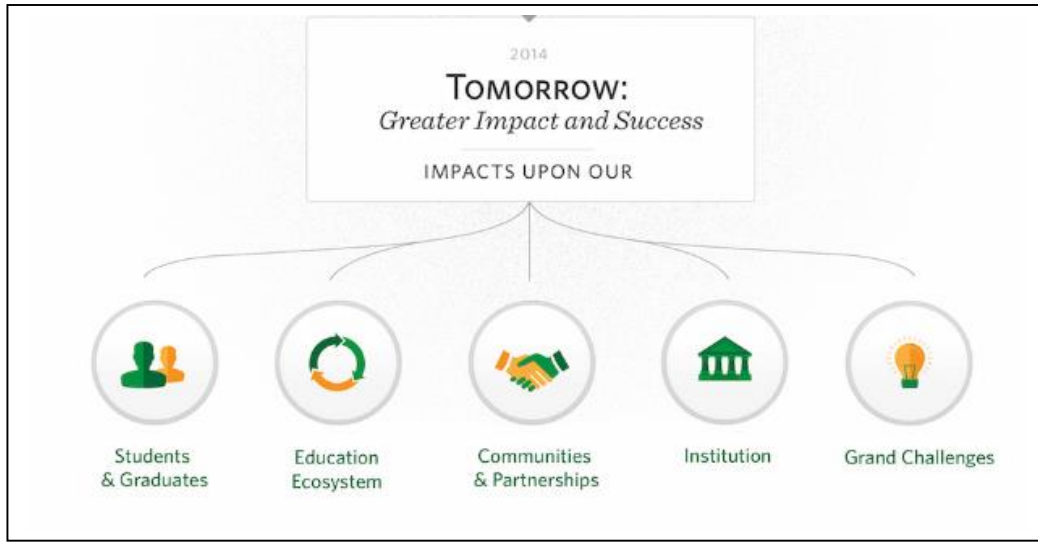 2014
TOMORROW:
Greater Impact and Success
IMPACTS UPON OUR
Students
& Graduates
Education
Ecosystem
Communities
& Partnerships
Institution
Grand Challenges